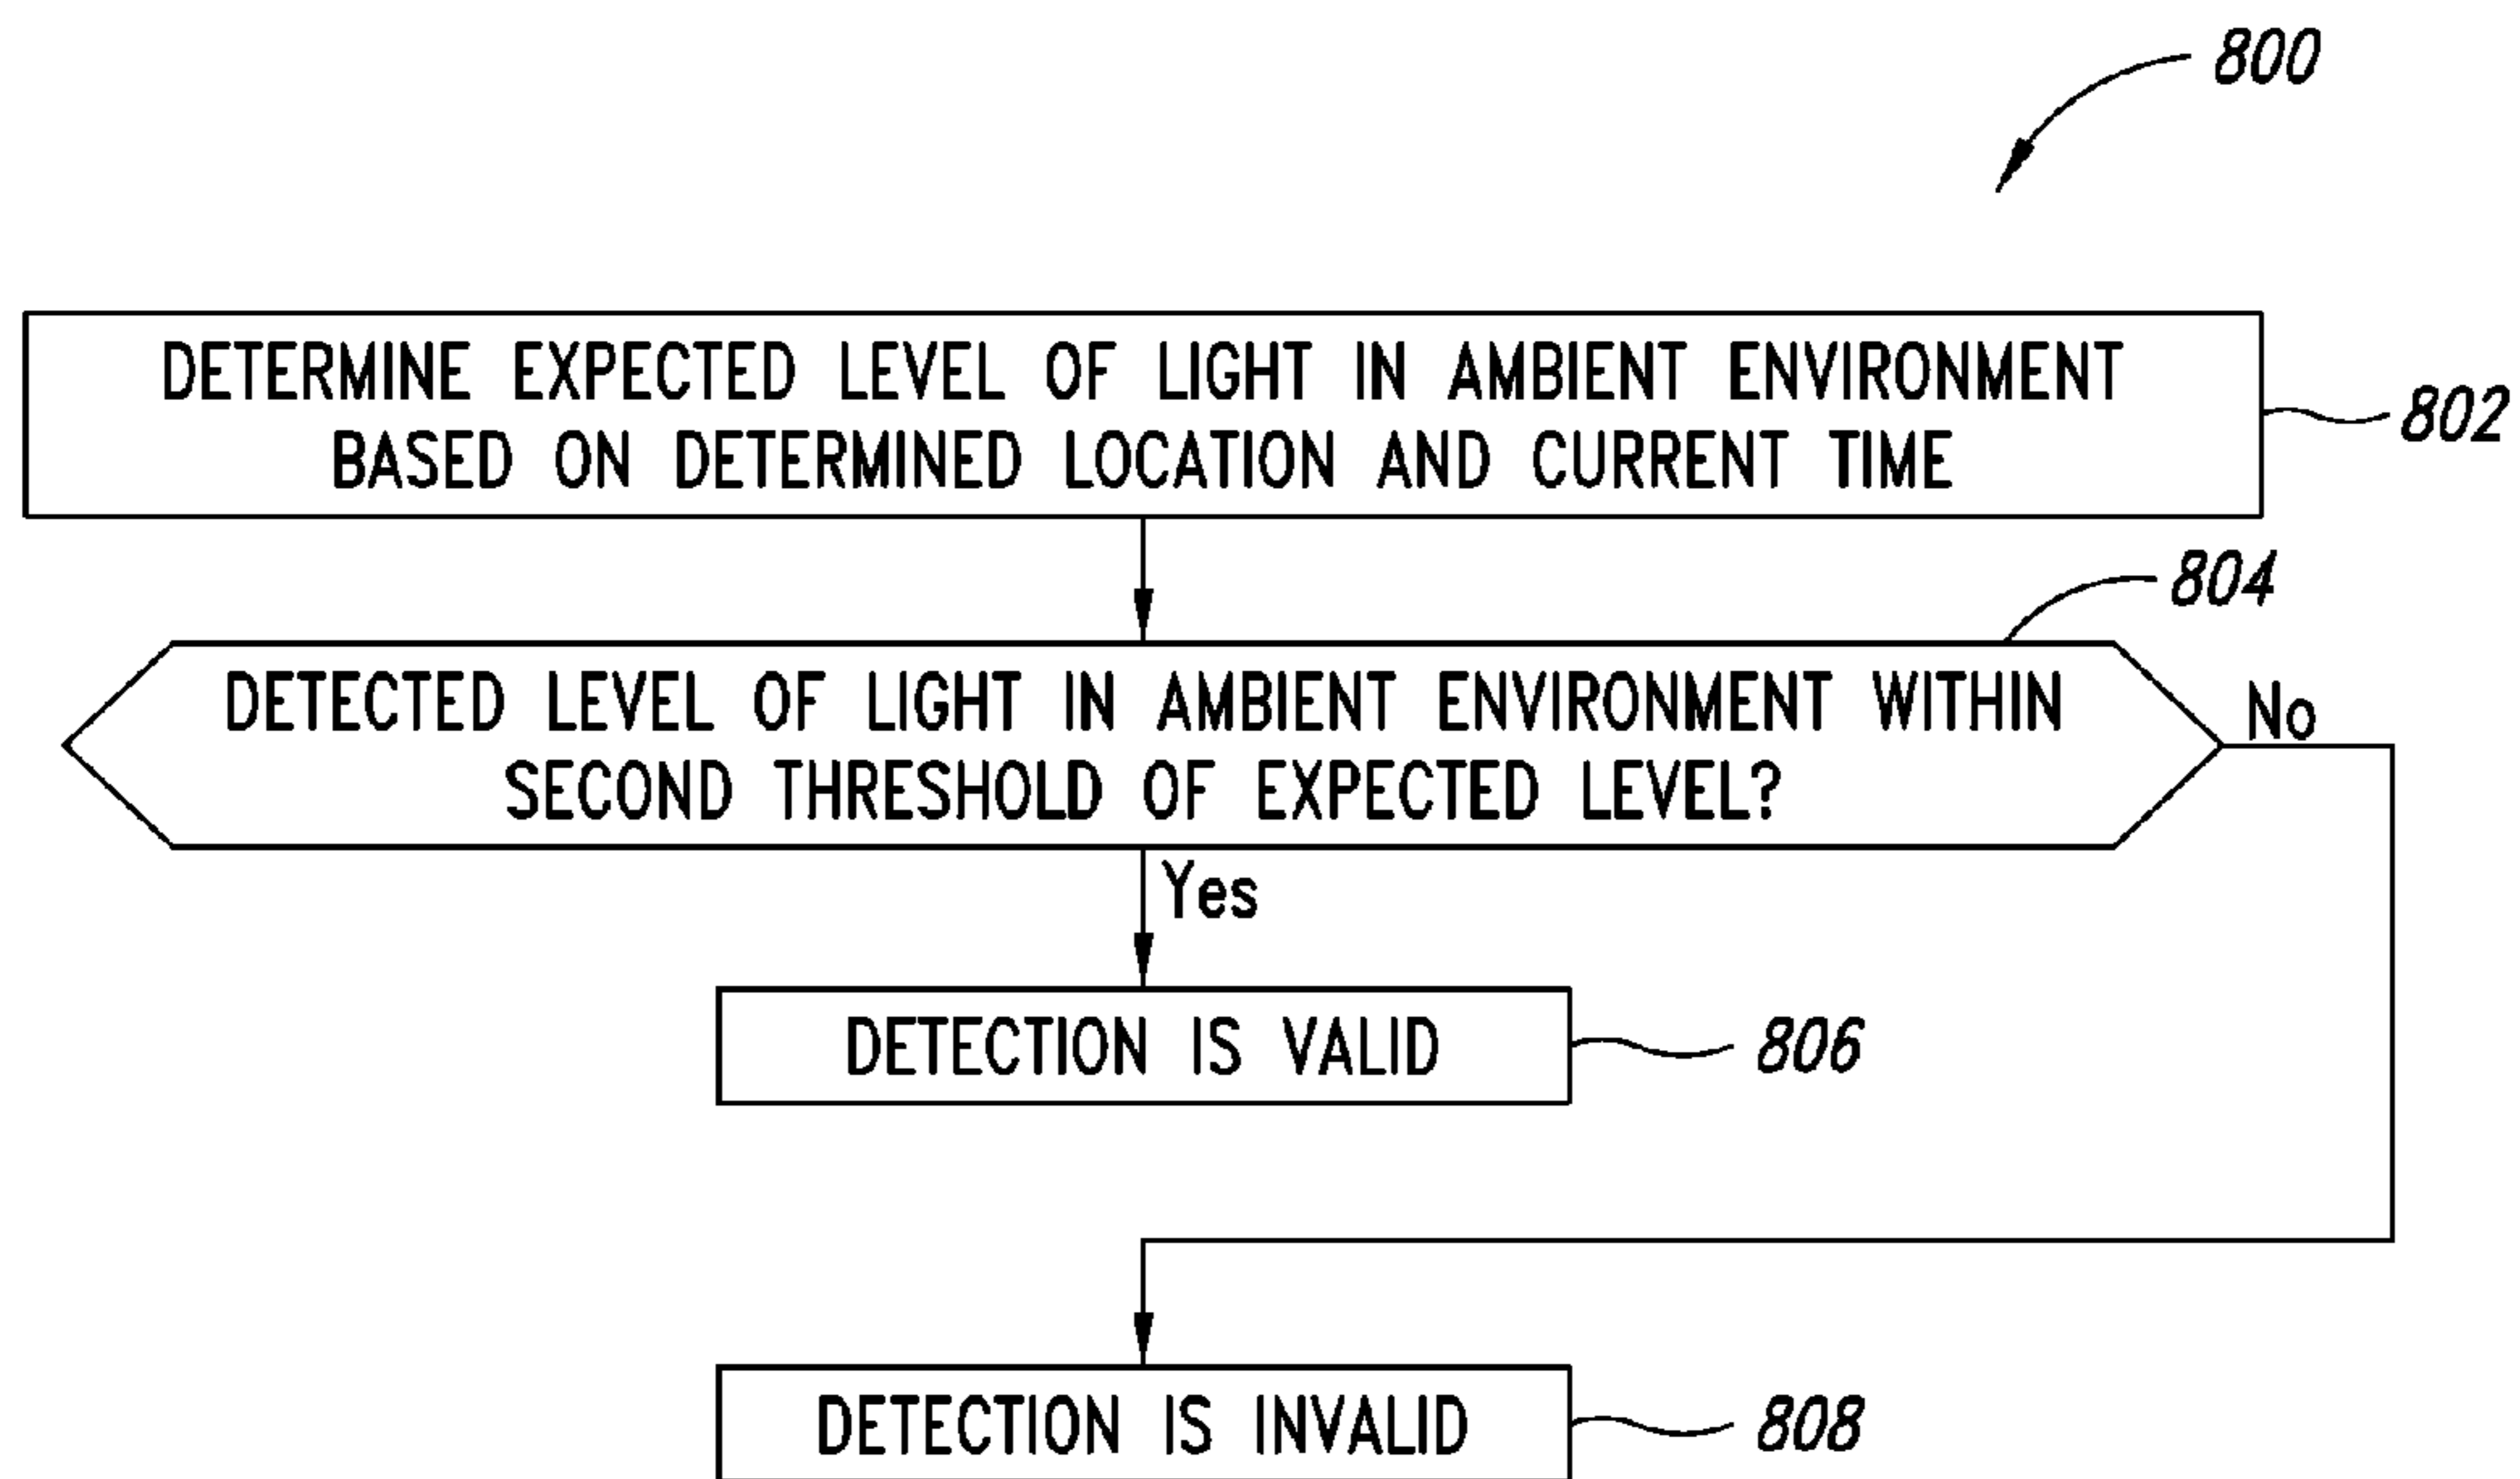 800
DETERMINE EXPECTED LEVEL OF LIGHT IN AMBIENT ENVIRONMENT
BASED ON DETERMINED LOCATION AND CURRENT TIME
802
804
DETECTED LEVEL OF LIGHT IN AMBIENT ENVIRONMENT WITHIN
SECOND THRESHOLD OF EXPECTED LEVEL?
No
Yes
DETECTION IS VALID
806
DETECTION IS INVALID
808